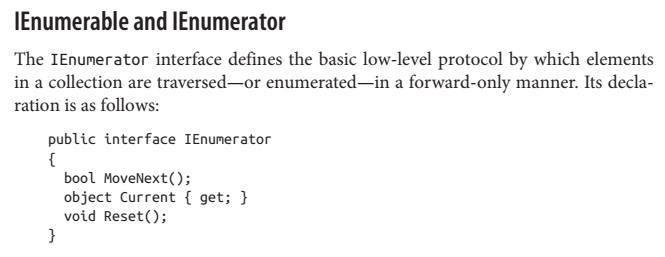 IEnumerable and IEnumerator
The IEnumerator interface defines the basic low-level protocol by which elements
in a collection are traversed—or enumerated—in a forward-only manner. Its decla-
ration is as follows:
public interface IEnumerator
{
  bool MoveNext();
  object Current { get; }
  void Reset();
}